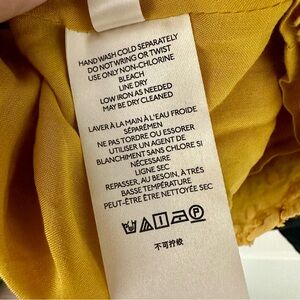 HAND WASH COLD SEPARATELY
DO NOT WRING OR TWIST
USE ONLY NON-CHLORINE
BLEACH
LINE DRY
LOW IRON AS NEEDED
MAY BE DRY CLEANED
LAVER À LA MAIN À L'EAU FROIDE
SÉPARÉMEN
NE PAS TORDRE OU ESSORER
UTILISER UN AGENT DE
BLANCHIMENT SANS CHLORE SI
NÉCESSAIRE
LIGNE SEC
REPASSER, AU BESOIN, À TRÈS
BASSE TEMPÉRATURE
PEUT-ÊTRE ÊTRE NETTOYÉ SEC
不可拧绞